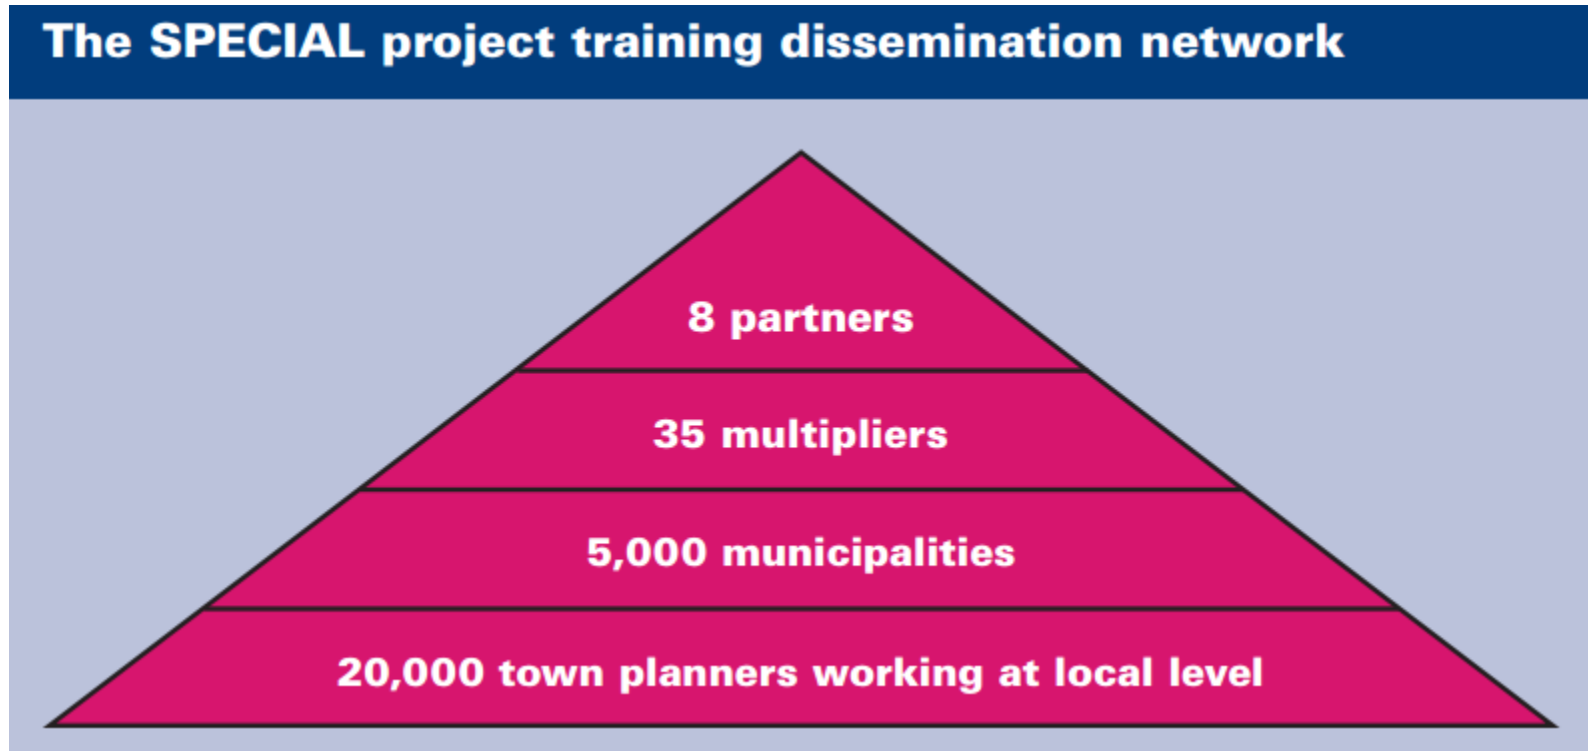 The SPECIAL project training dissemination network
8 partners
35 multipliers
5,000 municipalities
20,000 town planners working at local level